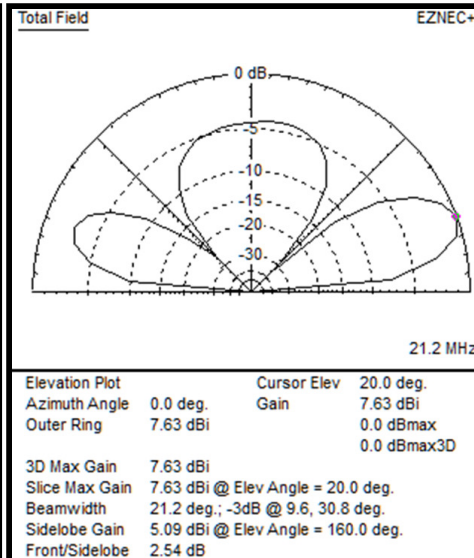 Total Field EZNEC+
0 dB
-5
-10
-15
-20
-30
21.2 MHz
Elevation Plot Cursor Elev 20.0 deg.
Azimuth Angle 0.0 deg. Gain 7.63 dBi
Outer Ring 7.63 dBi 0.0 dBmax
0.0 dBmax3D
3D Max Gain 7.63 dBi
Slice Max Gain 7.63 dBi @ Elev Angle = 20.0 deg.
Beamwidth 21.2 deg.; -3dB @ 9.6, 30.8 deg.
Sidelobe Gain 5.09 dBi @ Elev Angle = 160.0 deg.
Front/Sidelobe 2.54 dB